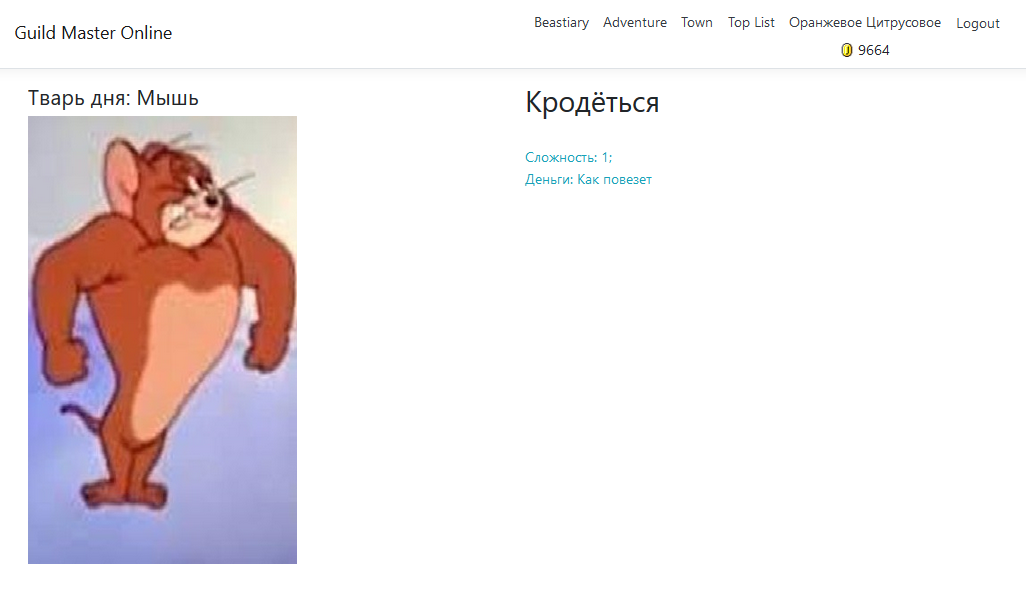 Guild Master Online
Beastiary Adventure Town Top List Оранжевое Цитрусовое Logout
9664
Тварь дня: Мышь
Кродёться
Сложность: 1;
Деньги: Как повезет